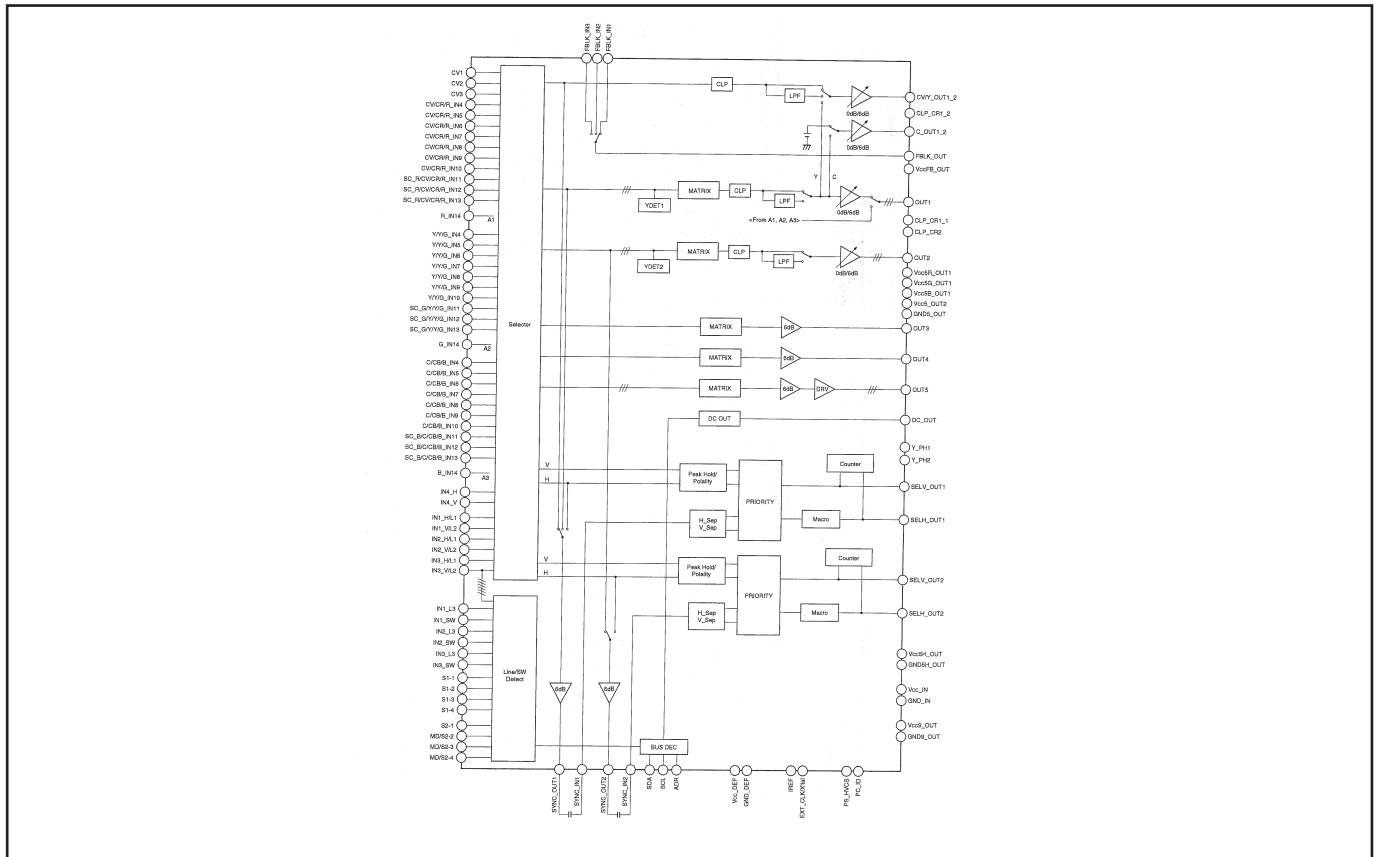 FBLK_IN3
FBLK_IN2
FBLK_IN1
CV1
CV2
CV3
CV/CR/R_IN4
CV/CR/R_IN5
CV/CR/R_IN6
CV/CR/R_IN7
CV/CR/R_IN8
CV/CR/R_IN9
CV/CR/R_IN10
SC_R/CV/CR/R_IN11
SC_R/CV/CR/R_IN12
SC_R/CV/CR/R_IN13
R_IN14
A1
Y/Y/G_IN4
Y/Y/G_IN5
Y/Y/G_IN6
Y/Y/G_IN7
Y/Y/G_IN8
Y/Y/G_IN9
Y/Y/G_IN10
SC_G/Y/Y/G_IN11
SC_G/Y/Y/G_IN12
SC_G/Y/Y/G_IN13
G_IN14
A2
C/CB/B_IN4
C/CB/B_IN5
C/CB/B_IN6
C/CB/B_IN7
C/CB/B_IN8
C/CB/B_IN9
C/CB/B_IN10
SC_B/C/CB/B_IN11
SC_B/C/CB/B_IN12
SC_B/C/CB/B_IN13
B_IN14
A3
IN4_H
IN4_V
IN1_H/L1
IN1_V/L2
IN2_H/L1
IN2_V/L2
IN3_H/L1
IN3_V/L2
IN1_L3
IN1_SW
IN2_L3
IN2_SW
IN3_L3
IN3_SW
S1-1
S1-2
S1-3
S1-4
S2-1
MD/S2-2
MD/S2-3
MD/S2-4
Selector
Line/SW
Detect
CLP
LPF
0dB/6dB
0dB/6dB
Y
C
YDET1
MATRIX
CLP
LPF
0dB/6dB
<From A1, A2, A3>
YDET2
MATRIX
CLP
LPF
0dB/6dB
MATRIX
6dB
MATRIX
6dB
MATRIX
6dB
DRV
DC OUT
V
H
Peak Hold/
Polality
PRIORITY
Counter
H_Sep
V_Sep
Macro
V
H
Peak Hold/
Polality
PRIORITY
Counter
H_Sep
V_Sep
Macro
6dB
6dB
BUS DEC
CV/Y_OUT1_2
CLP_CR1_2
C_OUT1_2
FBLK_OUT
VccFB_OUT
OUT1
CLP_CR1_1
CLP_CR2
OUT2
Vcc5R_OUT1
Vcc5G_OUT1
Vcc5B_OUT1
Vcc5_OUT2
GND5_OUT
OUT3
OUT4
OUT5
DC_OUT
Y_PH1
Y_PH2
SELV_OUT1
SELH_OUT1
SELV_OUT2
SELH_OUT2
Vcc5H_OUT
GND5H_OUT
Vcc_IN
GND_IN
Vcc9_OUT
GND9_OUT
SYNC_OUT1
SYNC_IN1
SYNC_OUT2
SYNC_IN2
SDA
SCL
ADR
Vcc_DEF
GND_DEF
IREF
EXT_CLK/Xtal
PS_HVCS
PC_ID